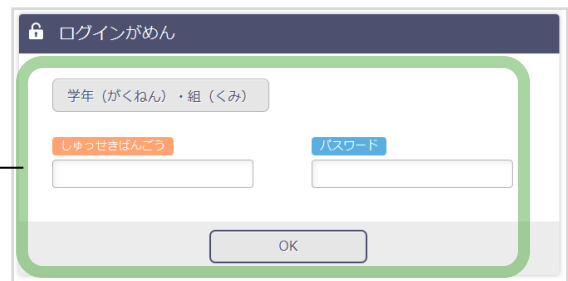 ログインがめん
学年（がくねん）・組（くみ）
しゅっせきばんごう
パスワード
OK